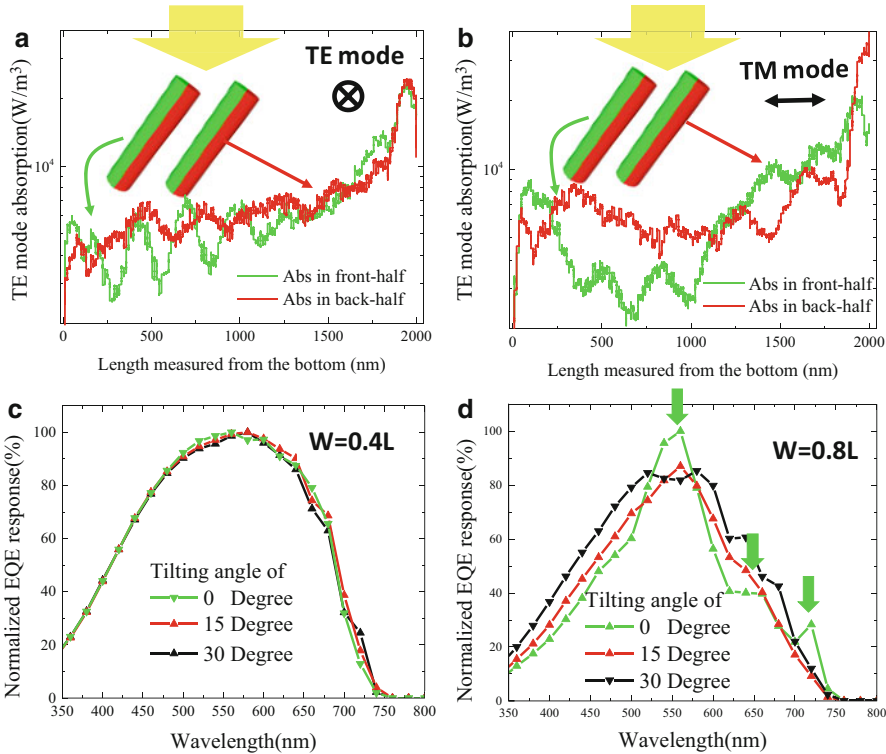 a
TE mode
TE mode absorption(W/m³)
10⁴
Abs in front-half
Abs in back-half
0 500 1000 1500 2000
Length measured from the bottom (nm)
b
TM mode
TE mode absorption(W/m³)
10⁴
Abs in front-half
Abs in back-half
0 500 1000 1500 2000
Length measured from the bottom (nm)
c
W=0.4L
Normalized EQE response(%)
100
80
60
40
20
0
Tilting angle of
0 Degree
15 Degree
30 Degree
350 400 450 500 550 600 650 700 750 800
Wavelength(nm)
d
W=0.8L
Normalized EQE response(%)
100
80
60
40
20
0
Tilting angle of
0 Degree
15 Degree
30 Degree
350 400 450 500 550 600 650 700 750 800
Wavelength(nm)